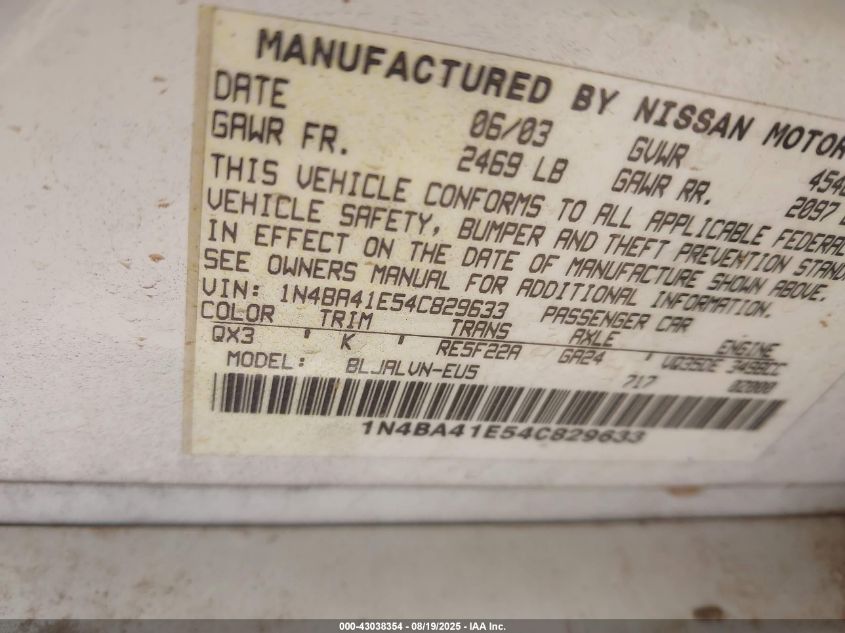 MANUFACTURED BY NISSAN MOTOR
DATE 06/03 GVWR
GAWR FR. 2469 LB GAWR RR. 2097
THIS VEHICLE CONFORMS TO ALL APPLICABLE FEDERAL
VEHICLE SAFETY, BUMPER AND THEFT PREVENTION STAND
IN EFFECT ON THE DATE OF MANUFACTURE SHOWN ABOVE.
SEE OWNERS MANUAL FOR ADDITIONAL INFORMATION.
VIN: 1N4BA41E54C829633 PASSENGER CAR
COLOR TRIM TRANS AXLE ENGINE
QX3 ' K RE5F22A GA24 ' VQ35DE 3498CC
MODEL: BLJALVN-EU5 717 02000
1N4BA41E54C829633
000-43038354 - 08/19/2025 - IAA Inc.